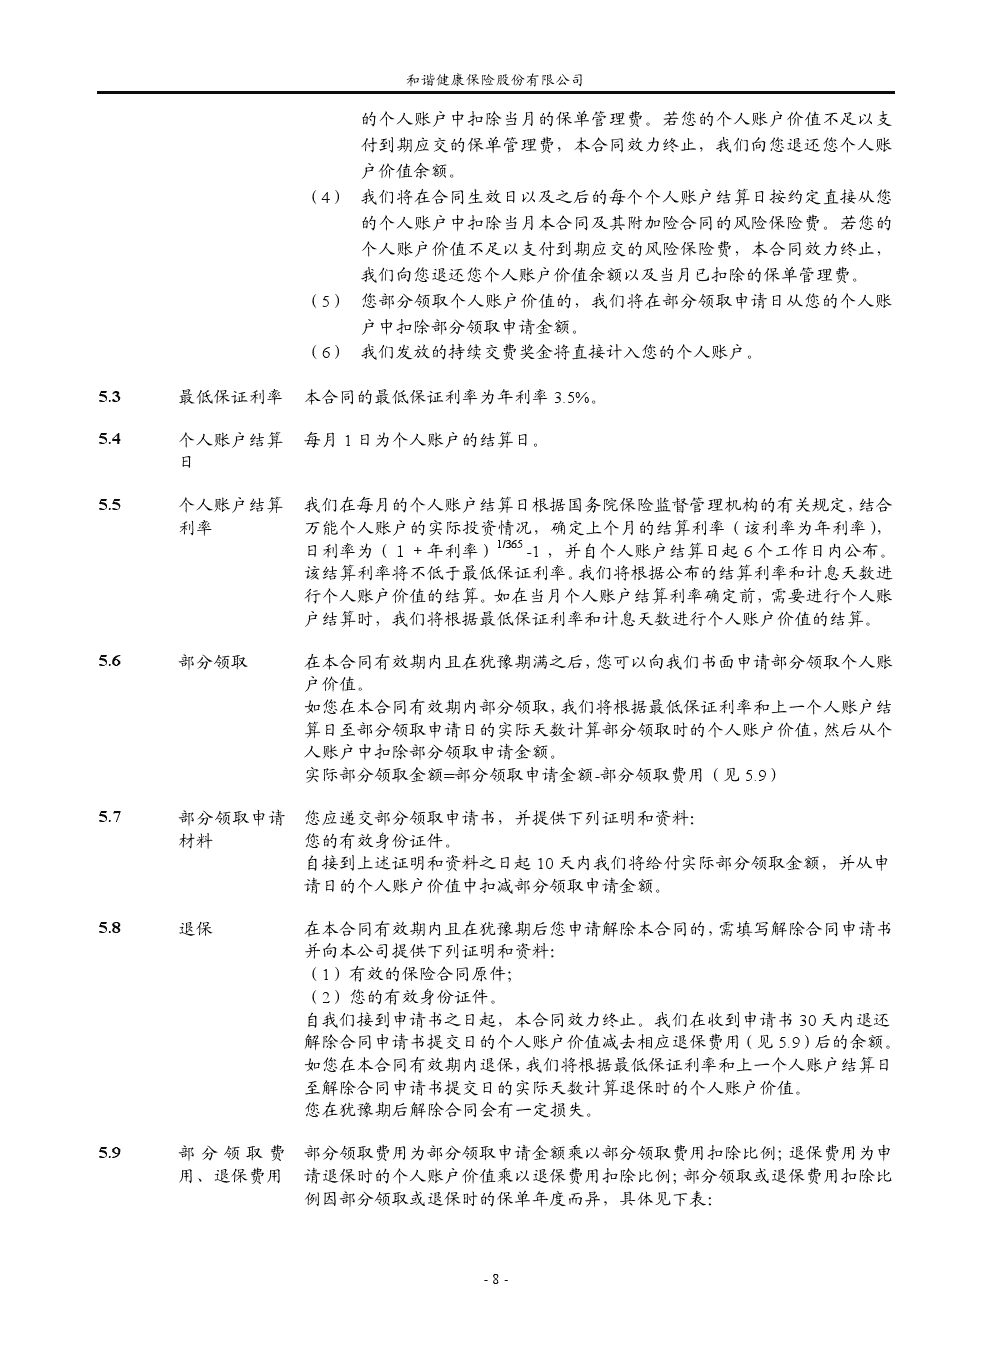 和谐健康保险股份有限公司
的个人账户中扣除当月的保单管理费。若您的个人账户价值不足以支
付到期应交的保单管理费，本合同效力终止，我们向您退还您个人账
户价值余额。
（4） 我们将在合同生效日以及之后的每个个人账户结算日按约定直接从您
的个人账户中扣除当月本合同及其附加险合同的风险保险费。若您的
个人账户价值不足以支付到期应交的风险保险费，本合同效力终止，
我们向您退还您个人账户价值余额以及当月已扣除的保单管理费。
（5） 您部分领取个人账户价值的，我们将在部分领取申请日从您的个人账
户中扣除部分领取申请金额。
（6） 我们发放的持续交费奖金将直接计入您的个人账户。
5.3 最低保证利率 本合同的最低保证利率为年利率 3.5%。
5.4 个人账户结算 每月 1 日为个人账户的结算日。
日
5.5 个人账户结算 我们在每月的个人账户结算日根据国务院保险监督管理机构的有关规定，结合
利率 万能个人账户的实际投资情况，确定上个月的结算利率（该利率为年利率），
日利率为（１＋年利率）1/365 -1 ，并自个人账户结算日起 6 个工作日内公布。
该结算利率将不低于最低保证利率。我们将根据公布的结算利率和计息天数进
行个人账户价值的结算。如在当月个人账户结算利率确定前，需要进行个人账
户结算时，我们将根据最低保证利率和计息天数进行个人账户价值的结算。
5.6 部分领取 在本合同有效期内且在犹豫期满之后，您可以向我们书面申请部分领取个人账
户价值。
如您在本合同有效期内部分领取，我们将根据最低保证利率和上一个人账户结
算日至部分领取申请日的实际天数计算部分领取时的个人账户价值，然后从个
人账户中扣除部分领取申请金额。
实际部分领取金额=部分领取申请金额-部分领取费用（见 5.9）
5.7 部分领取申请 您应递交部分领取申请书，并提供下列证明和资料：
材料 您的有效身份证件。
自接到上述证明和资料之日起 10 天内我们将给付实际部分领取金额，并从申
请日的个人账户价值中扣减部分领取申请金额。
5.8 退保 在本合同有效期内且在犹豫期后您申请解除本合同的，需填写解除合同申请书
并向本公司提供下列证明和资料：
（1）有效的保险合同原件；
（2）您的有效身份证件。
自我们接到申请书之日起，本合同效力终止。我们在收到申请书 30 天内退还
解除合同申请书提交日的个人账户价值减去相应退保费用（见 5.9）后的余额。
如您在本合同有效期内退保，我们将根据最低保证利率和上一个人账户结算日
至解除合同申请书提交日的实际天数计算退保时的个人账户价值。
您在犹豫期后解除合同会有一定损失。
5.9 部分领取费 部分领取费用为部分领取申请金额乘以部分领取费用扣除比例；退保费用为申
用、退保费用 请退保时的个人账户价值乘以退保费用扣除比例；部分领取或退保费用扣除比
例因部分领取或退保时的保单年度而异，具体见下表：
- 8 -